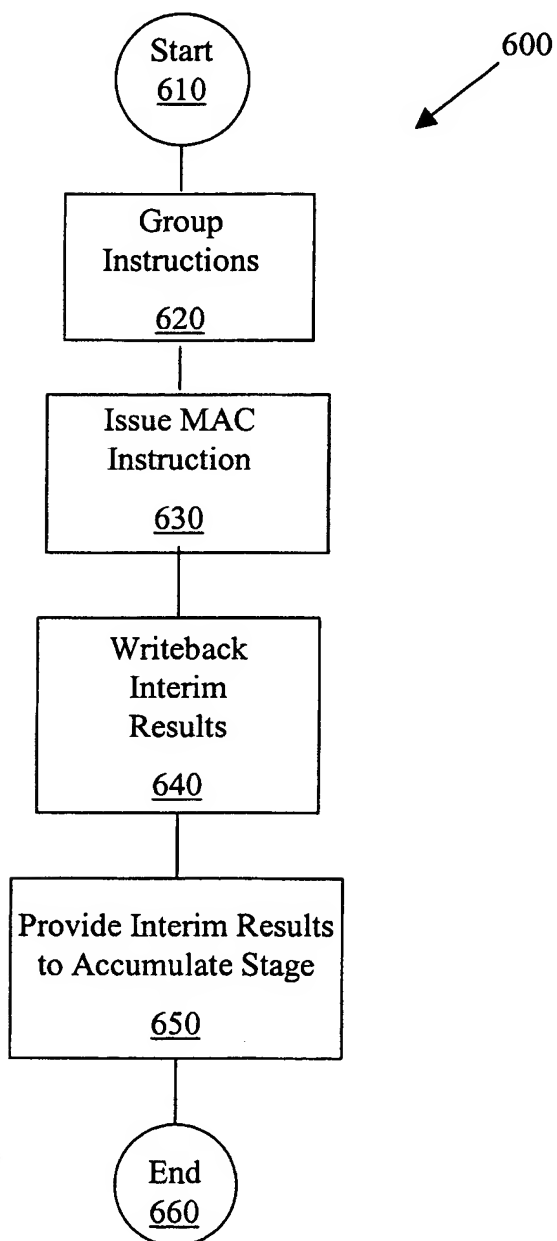 Start
610
600
Group
Instructions
620
Issue MAC
Instruction
630
Writeback
Interim
Results
640
Provide Interim Results
to Accumulate Stage
650
End
660